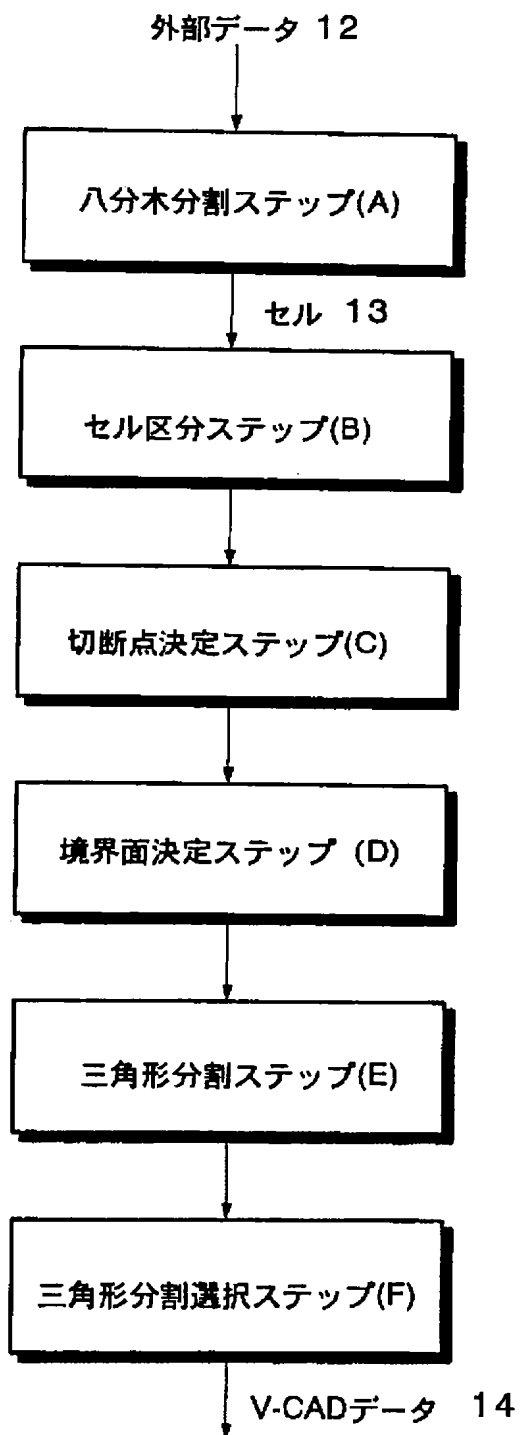 外部データ 12
八分木分割ステップ(A)
セル 13
セル区分ステップ(B)
切断点決定ステップ(C)
境界面決定ステップ (D)
三角形分割ステップ(E)
三角形分割選択ステップ(F)
V-CADデータ 14